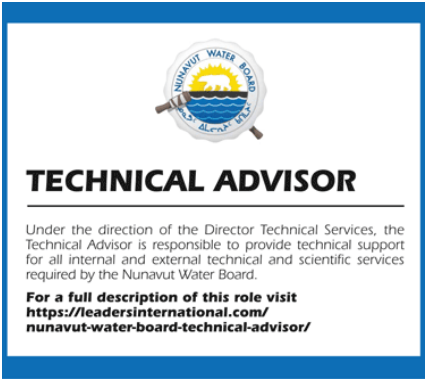 NUNAVUT WATER BOARD
TECHNICAL ADVISOR
Under the direction of the Director Technical Services, the
Technical Advisor is responsible to provide technical support
for all internal and external technical and scientific services
required by the Nunavut Water Board.
For a full description of this role visit
https://leadersinternational.com/
nunavut-water-board-technical-advisor/